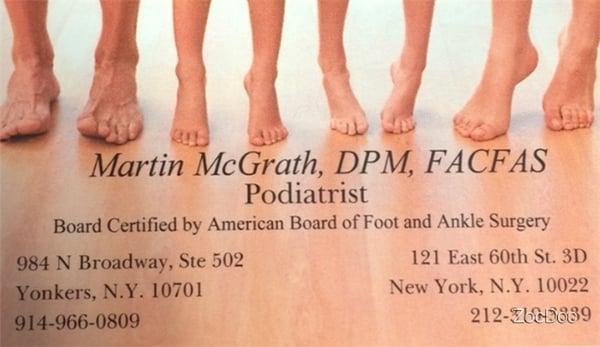 Martin McGrath, DPM, FACFAS
Podiatrist
Board Certified by American Board of Foot and Ankle Surgery
984 N Broadway, Ste 502
Yonkers, N.Y. 10701
914-966-0809
121 East 60th St. 3D
New York, N.Y. 10022
ZocDoc